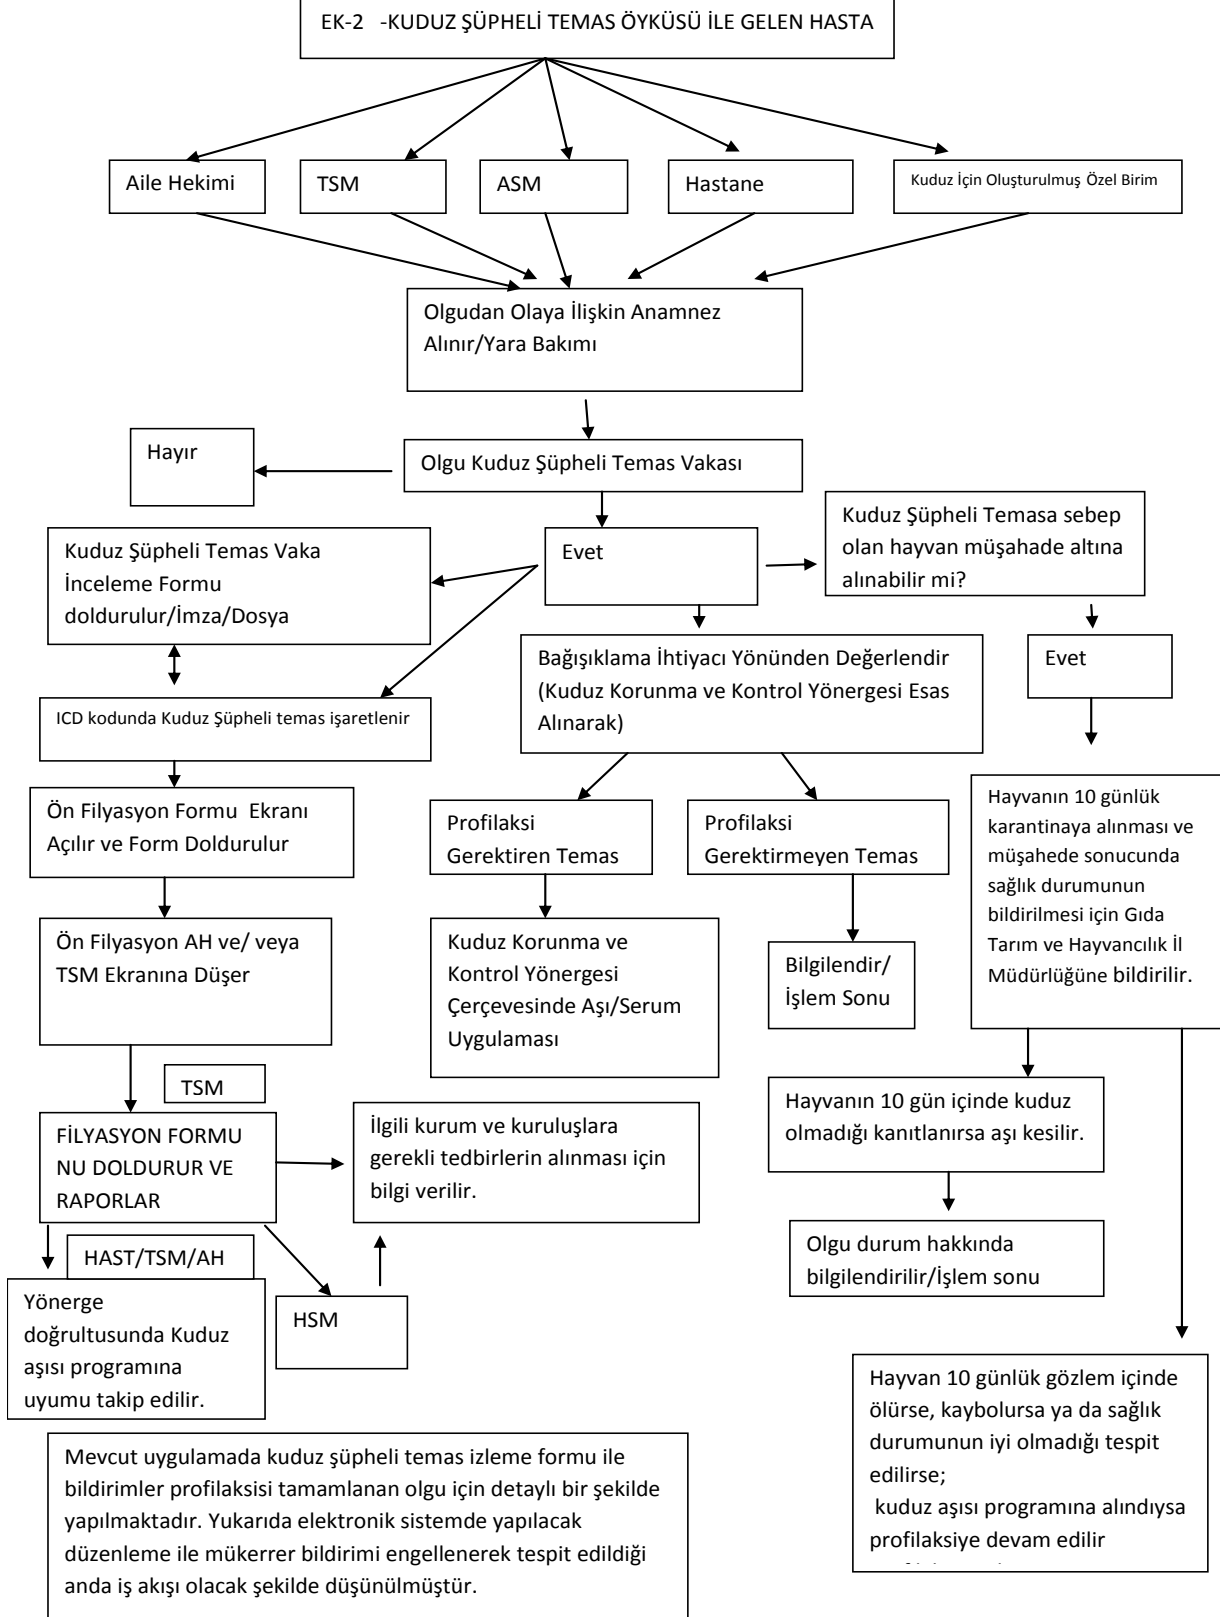 EK-2 -KUDUZ ŞÜPHELİ TEMAS ÖYKÜSÜ İLE GELEN HASTA
Aile Hekimi
TSM
ASM
Hastane
Kuduz İçin Oluşturulmuş Özel Birim
Olgudan Olaya İlişkin Anamnez
Alınır/Yara Bakımı
Hayır
Olgu Kuduz Şüpheli Temas Vakası
Kuduz Şüpheli Temasa sebep
olan hayvan müşahade altına
alınabilir mi?
Kuduz Şüpheli Temas Vaka
İnceleme Formu
doldurulur/İmza/Dosya
Evet
Bağışıklama İhtiyacı Yönünden Değerlendir
(Kuduz Korunma ve Kontrol Yönergesi Esas
Alınarak)
Evet
ICD kodunda Kuduz Şüpheli temas işaretlenir
Ön Filyasyon Formu Ekranı
Açılır ve Form Doldurulur
Profilaksi
Gerektiren Temas
Profilaksi
Gerektirmeyen Temas
Hayvanın 10 günlük
karantinaya alınması ve
müşahede sonucunda
sağlık durumunun
bildirilmesi için Gıda
Tarım ve Hayvancılık İl
Müdürlüğüne bildirilir.
Ön Filyasyon AH ve/ veya
TSM Ekranına Düşer
Kuduz Korunma ve
Kontrol Yönergesi
Çerçevesinde Aşı/Serum
Uygulaması
Bilgilendir/
İşlem Sonu
TSM
Hayvanın 10 gün içinde kuduz
olmadığı kanıtlanırsa aşı kesilir.
FİLYASYON FORMU
NU DOLDURUR VE
RAPORLAR
İlgili kurum ve kuruluşlara
gerekli tedbirlerin alınması için
bilgi verilir.
Olgu durum hakkında
bilgilendirilir/İşlem sonu
HAST/TSM/AH
Yönerge
doğrultusunda Kuduz
aşısı programına
uyumu takip edilir.
HSM
Hayvan 10 günlük gözlem içinde
ölürse, kaybolursa ya da sağlık
durumunun iyi olmadığı tespit
edilirse;
kuduz aşısı programına alındıysa
profilaksiye devam edilir
Mevcut uygulamada kuduz şüpheli temas izleme formu ile
bildirimler profilaksisi tamamlanan olgu için detaylı bir şekilde
yapılmaktadır. Yukarıda elektronik sistemde yapılacak
düzenleme ile mükerrer bildirimi engellenerek tespit edildiği
anda iş akışı olacak şekilde düşünülmüştür.